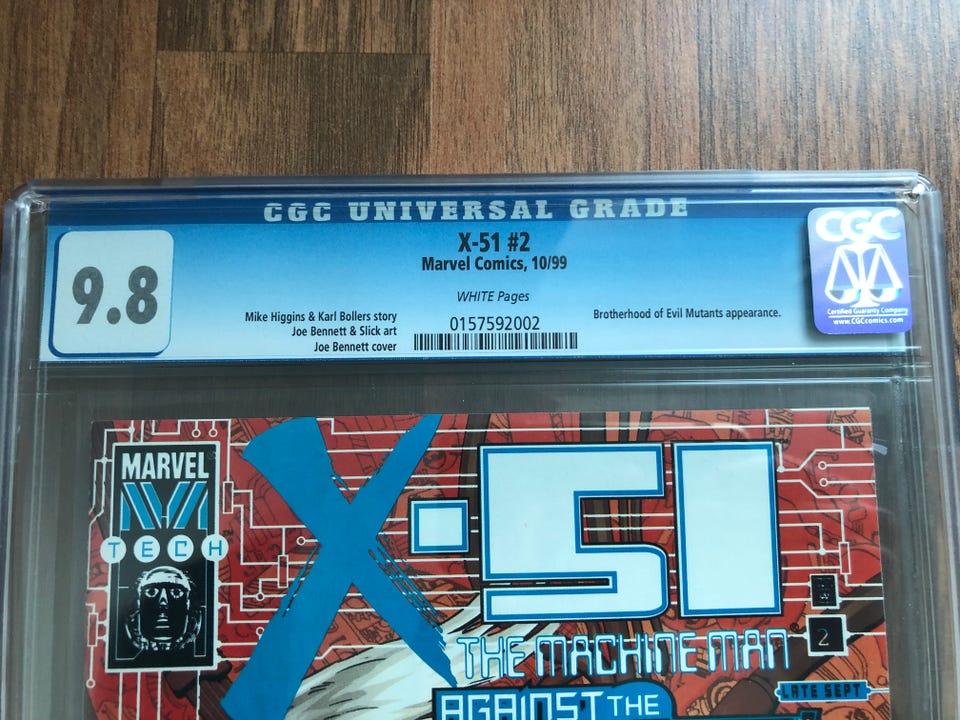 CGC UNIVERSAL GRADE
9.8
X-51 #2
Marvel Comics, 10/99
WHITE Pages
Mike Higgins & Karl Bollers story
Joe Bennett & Slick art
Joe Bennett cover
0157592002
Brotherhood of Evil Mutants appearance.
CGC
Certified Guaranty Company
www.CGCcomics.com
MARVEL
M
TECH
X-51
THE MACHINE MAN
2
LATE SEPT
AGAINST THE